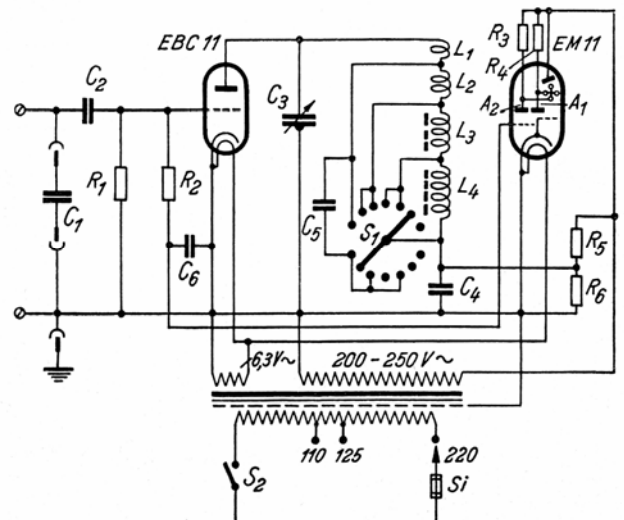 EBC 11
L1
R3
R4
EM 11
C2
C3
L2
A2
A1
L3
R1
R2
L4
C1
C5
S1
R5
C6
C4
R6
6,3V~
200-250V~
110
125
220
S2
Si